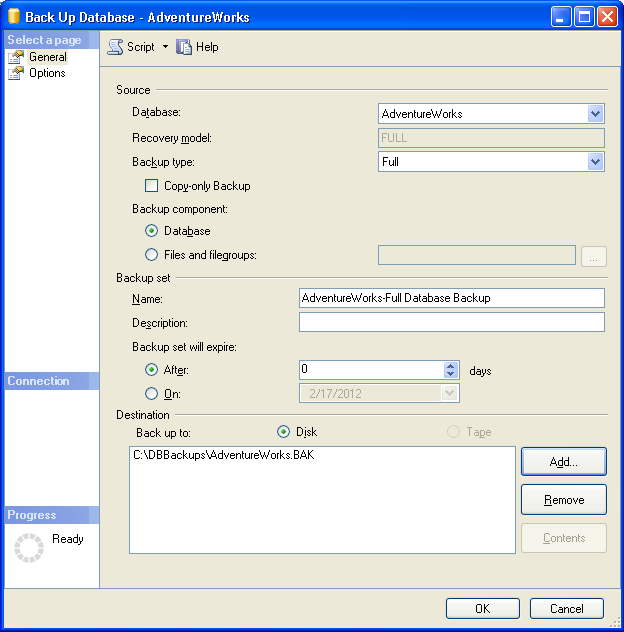 Back Up Database - AdventureWorks
Select a page
General
Options
Script
Help
Source
Database:
AdventureWorks
Recovery model:
FULL
Backup type:
Full
Copy-only Backup
Backup component:
Database
Files and filegroups:
...
Backup set
Name:
AdventureWorks-Full Database Backup
Description:
Backup set will expire:
After:
0
days
On:
2/17/2012
Destination
Back up to:
Disk
Tape
C:\DBBackups\AdventureWorks.BAK
Add...
Remove
Contents
Connection
Progress
Ready
OK
Cancel